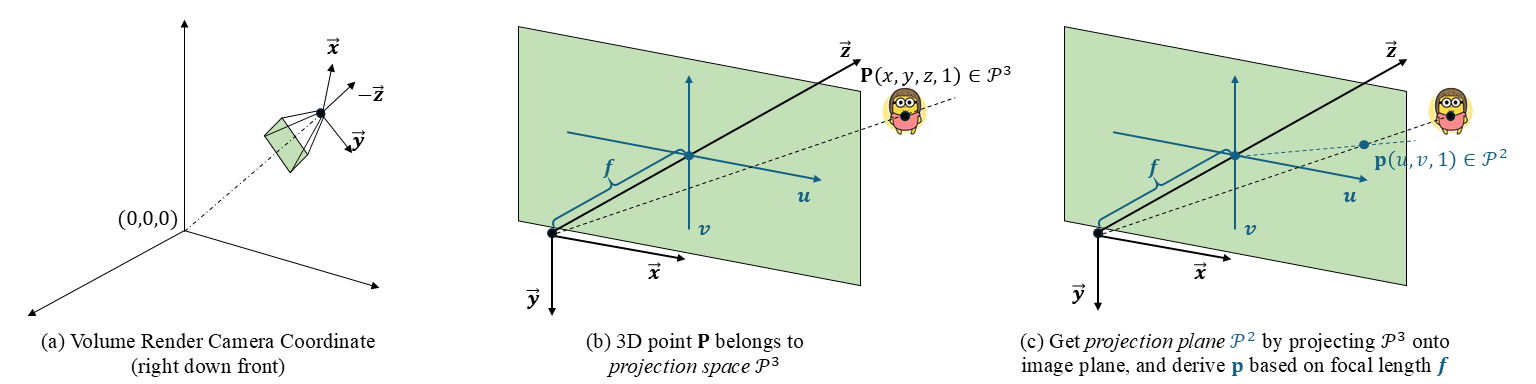 x⃗
−z⃗
y⃗
(0,0,0)
(a) Volume Render Camera Coordinate
(right down front)
z⃗
P(x, y, z, 1) ∈ 𝒫³
f
u
v
x⃗
y⃗
(b) 3D point P belongs to
projection space 𝒫³
z⃗
p(u, v, 1) ∈ 𝒫²
f
u
v
x⃗
y⃗
(c) Get projection plane 𝒫² by projecting 𝒫³ onto
image plane, and derive p based on focal length f